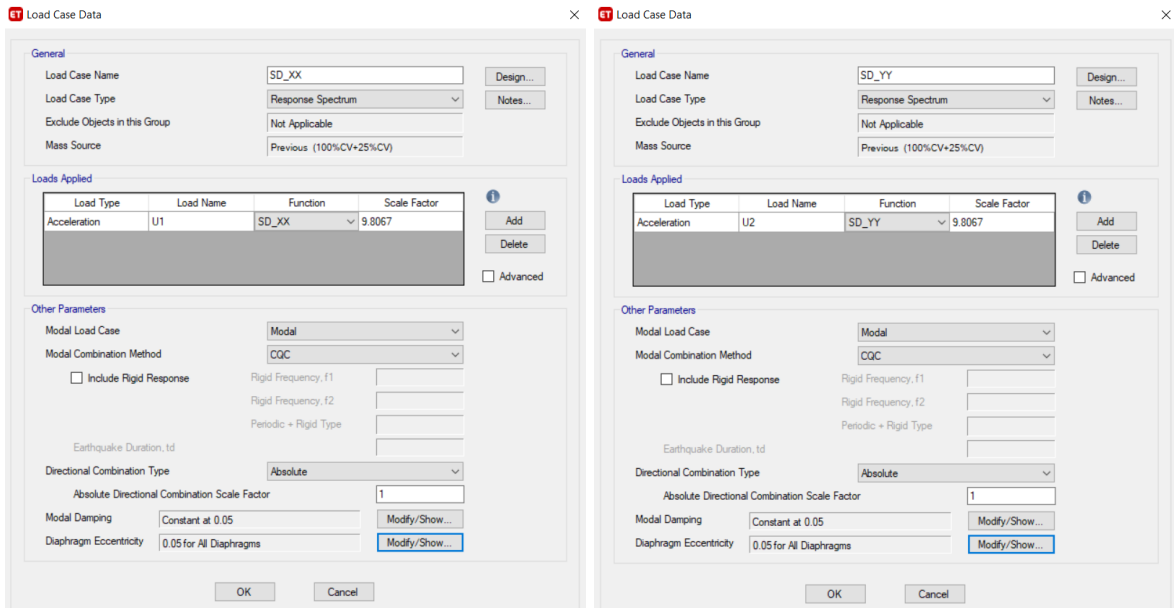 ET Load Case Data
General
Load Case Name SD_XX Design...
Load Case Type Response Spectrum Notes...
Exclude Objects in this Group Not Applicable
Mass Source Previous (100%CV+25%CV)
Loads Applied
Load Type Load Name Function Scale Factor
Acceleration U1 SD_XX 9.8067
Add
Delete
Advanced
Other Parameters
Modal Load Case Modal
Modal Combination Method CQC
Include Rigid Response Rigid Frequency, f1
Rigid Frequency, f2
Periodic + Rigid Type
Earthquake Duration, td
Directional Combination Type Absolute
Absolute Directional Combination Scale Factor 1
Modal Damping Constant at 0.05 Modify/Show...
Diaphragm Eccentricity 0.05 for All Diaphragms Modify/Show...
OK Cancel
ET Load Case Data
General
Load Case Name SD_YY Design...
Load Case Type Response Spectrum Notes...
Exclude Objects in this Group Not Applicable
Mass Source Previous (100%CV+25%CV)
Loads Applied
Load Type Load Name Function Scale Factor
Acceleration U2 SD_YY 9.8067
Add
Delete
Advanced
Other Parameters
Modal Load Case Modal
Modal Combination Method CQC
Include Rigid Response Rigid Frequency, f1
Rigid Frequency, f2
Periodic + Rigid Type
Earthquake Duration, td
Directional Combination Type Absolute
Absolute Directional Combination Scale Factor 1
Modal Damping Constant at 0.05 Modify/Show...
Diaphragm Eccentricity 0.05 for All Diaphragms Modify/Show...
OK Cancel